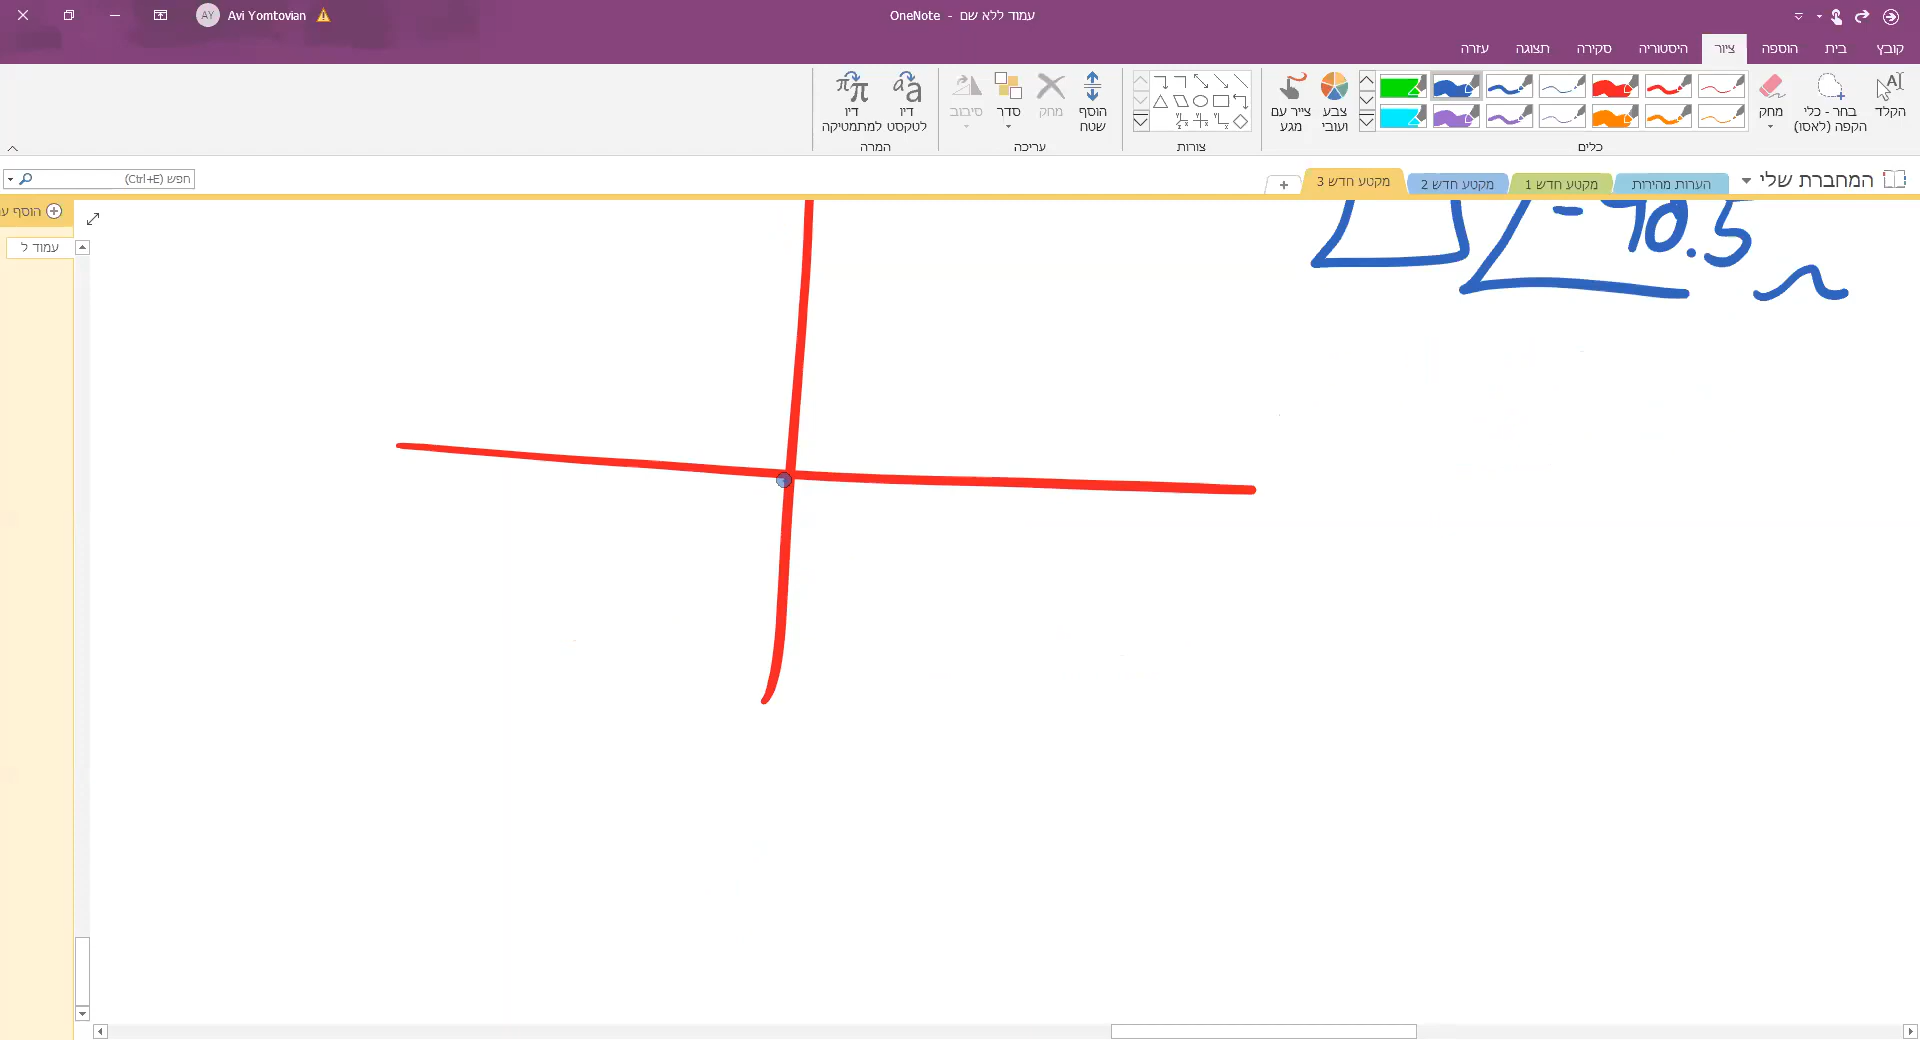 Avi Yomtovian
עמוד ללא שם - OneNote
קובץ
בית
הוספה
ציור
היסטוריה
סקירה
תצוגה
עזרה
הקלד
בחר - כלי
הקפה (לאסו)
מחק
צבע
ועובי
צייר עם
מגע
הוסף
שטח
מחק
סדר
סיבוב
דיו
לטקסט
דיו
למתמטיקה
כלים
צורות
עריכה
המרה
המחברת שלי
הערות מהירות
מקטע חדש 1
מקטע חדש 2
מקטע חדש 3
+
חפש (Ctrl+E)
הוסף
עמוד ל
.5